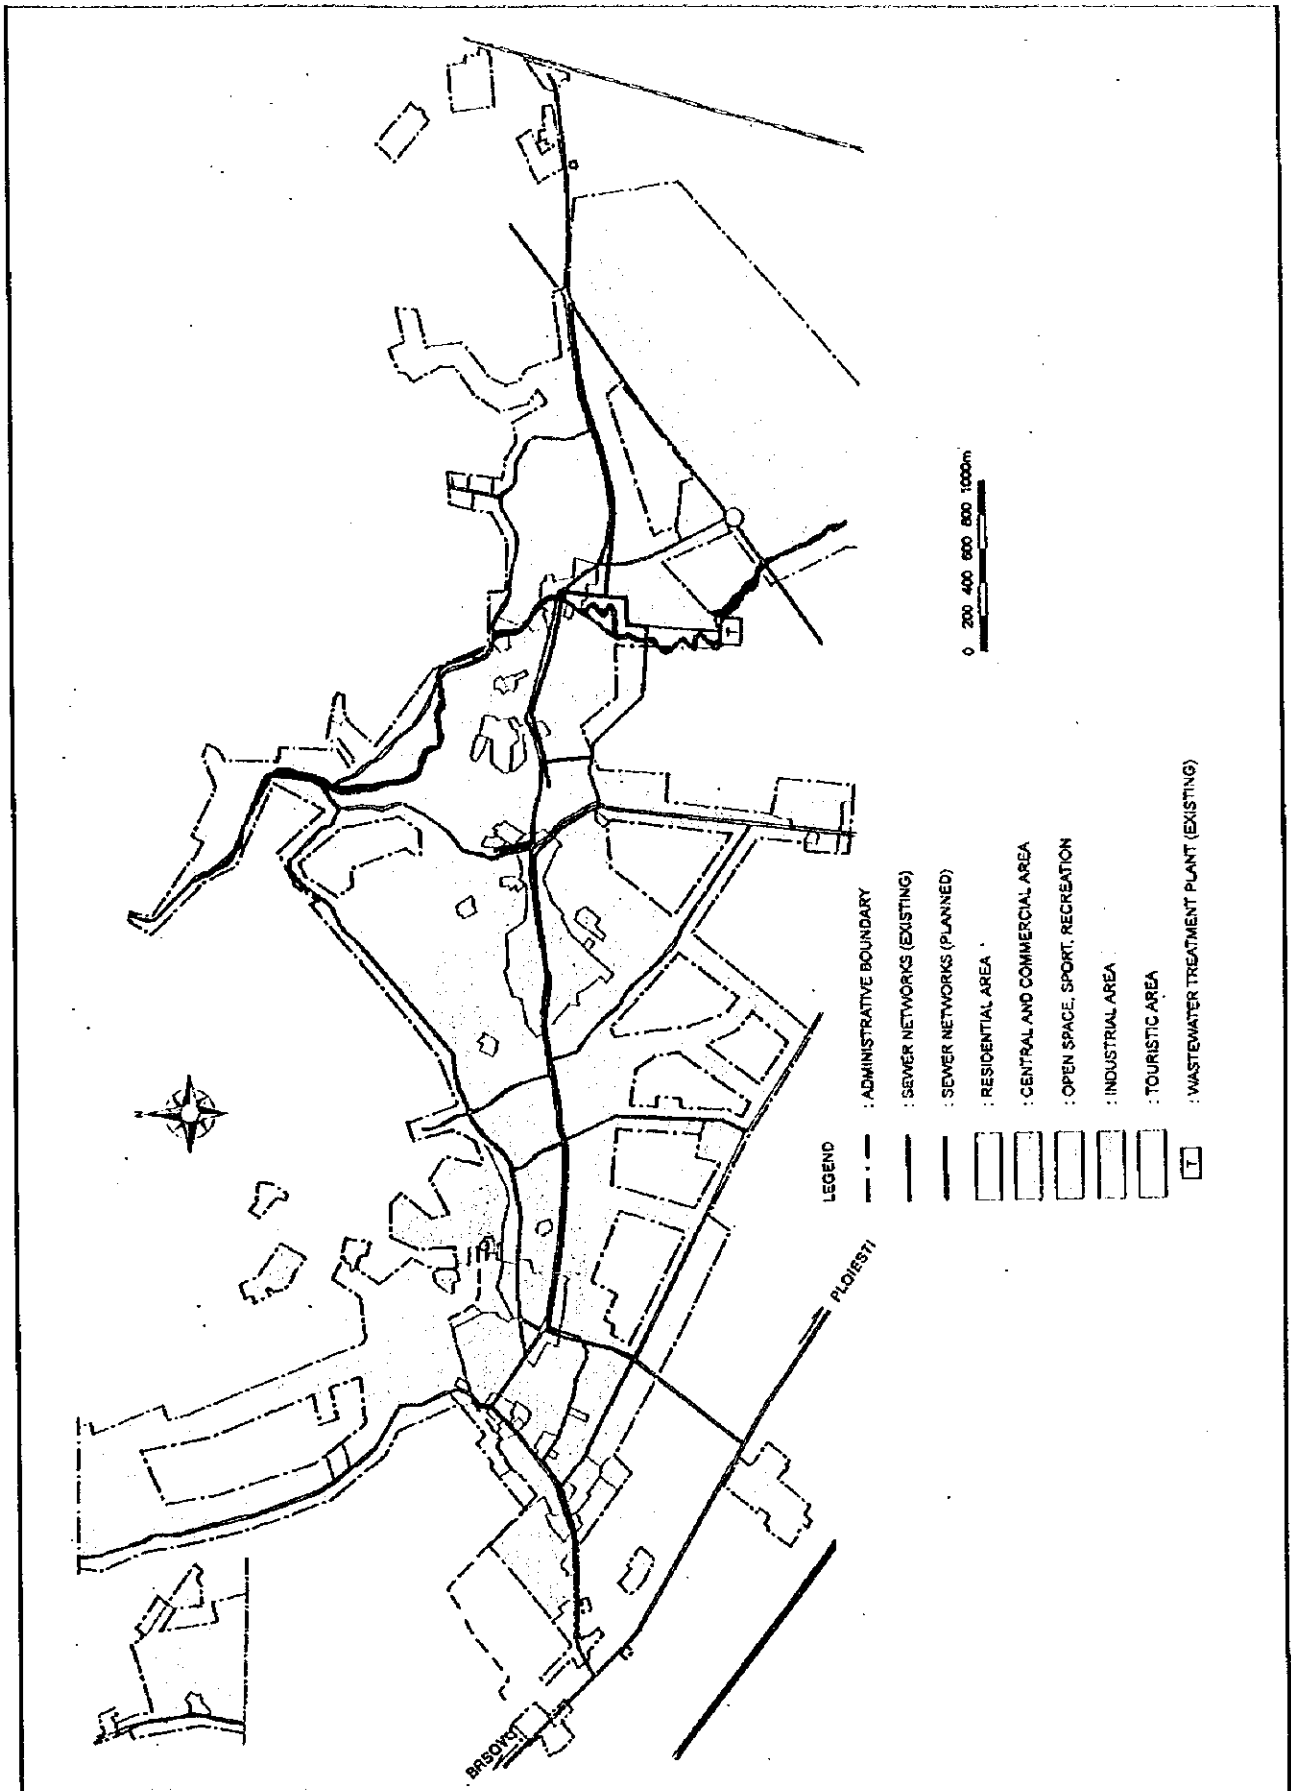 N
BRSOVO
PLOIESTI
T
0 200 400 600 800 1000m
LEGEND
: ADMINISTRATIVE BOUNDARY
: SEWER NETWORKS (EXISTING)
: SEWER NETWORKS (PLANNED)
: RESIDENTIAL AREA
: CENTRAL AND COMMERCIAL AREA
: OPEN SPACE, SPORT, RECREATION
: INDUSTRIAL AREA
: TOURISTIC AREA
T : WASTEWATER TREATMENT PLANT (EXISTING)